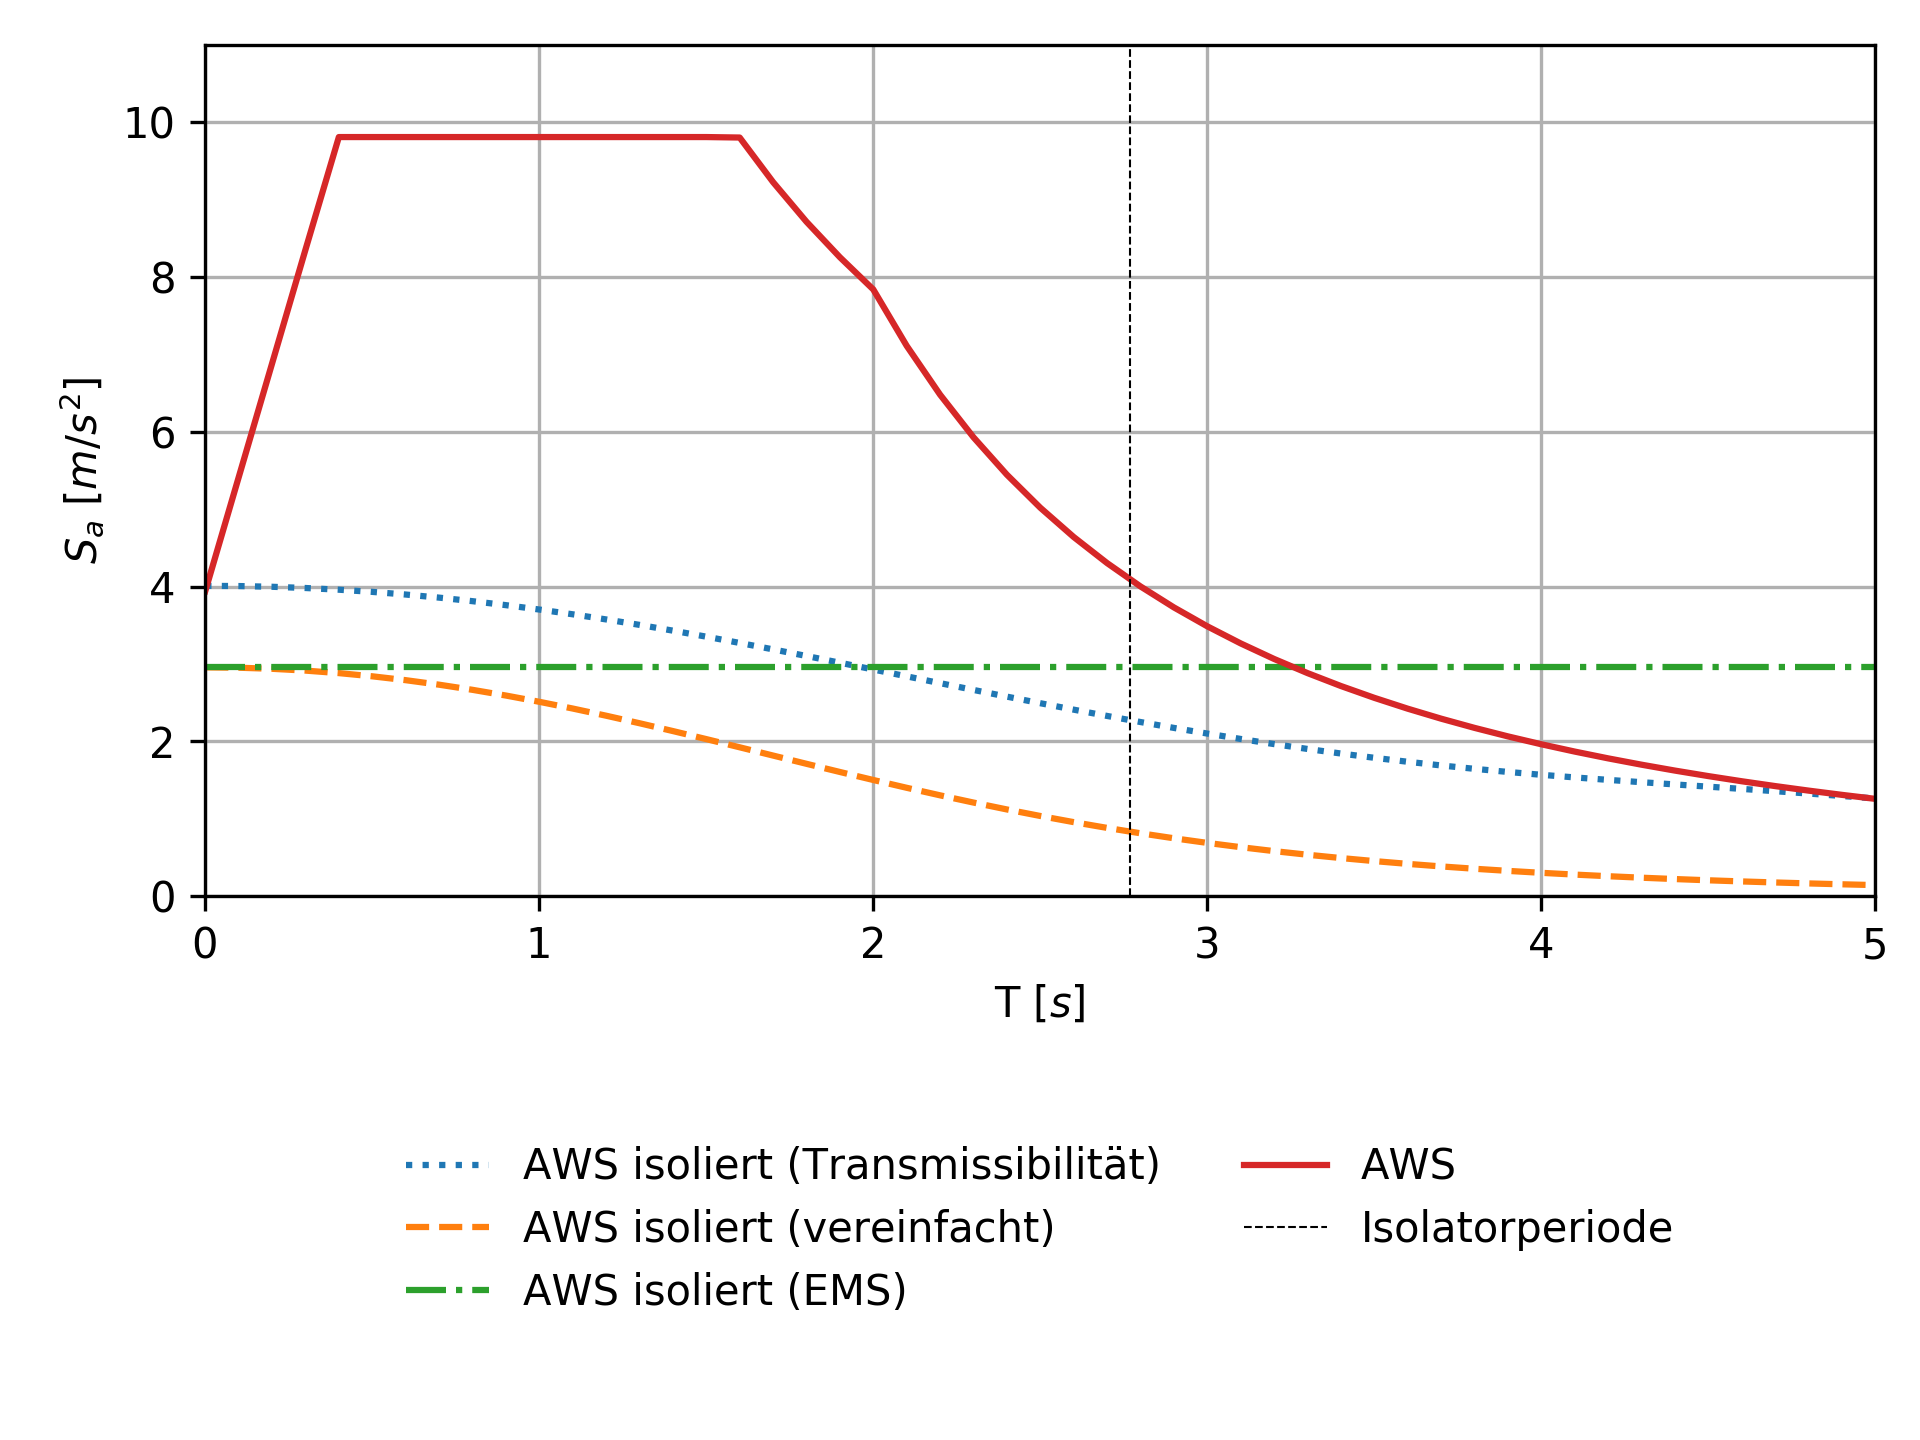 10
8
6
4
2
0
S_a [m/s²]
0 1 2 3 4 5
T [s]
AWS isoliert (Transmissibilität)
AWS isoliert (vereinfacht)
AWS isoliert (EMS)
AWS
Isolatorperiode